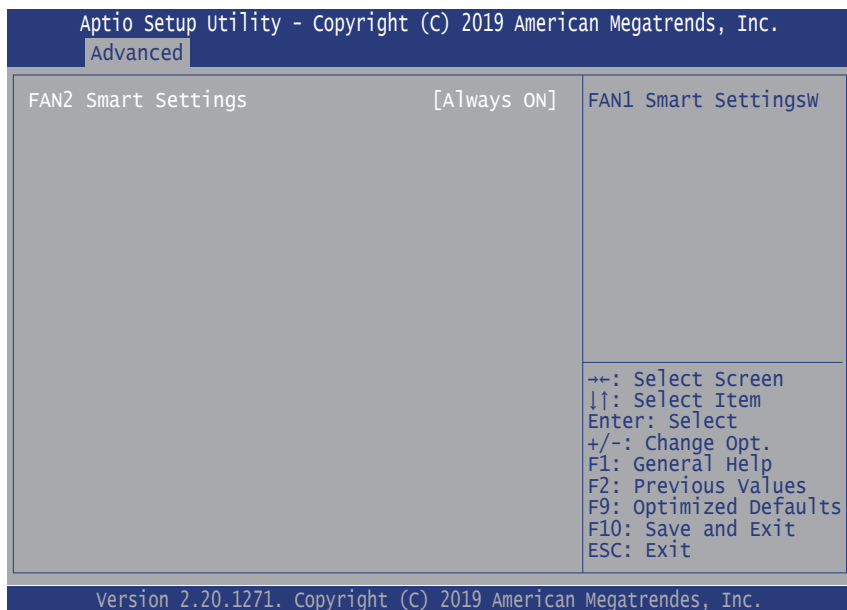 Aptio Setup Utility - Copyright (C) 2019 American Megatrends, Inc.
Advanced
FAN2 Smart Settings [Always ON]
FAN1 Smart SettingsW
→←: Select Screen
↓↑: Select Item
Enter: Select
+/-: Change Opt.
F1: General Help
F2: Previous Values
F9: Optimized Defaults
F10: Save and Exit
ESC: Exit
Version 2.20.1271. Copyright (C) 2019 American Megatrendes, Inc.